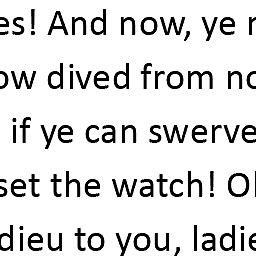 es! And now, ye
ow dived from no
if ye can swerve
set the watch! O
dieu to you, ladie